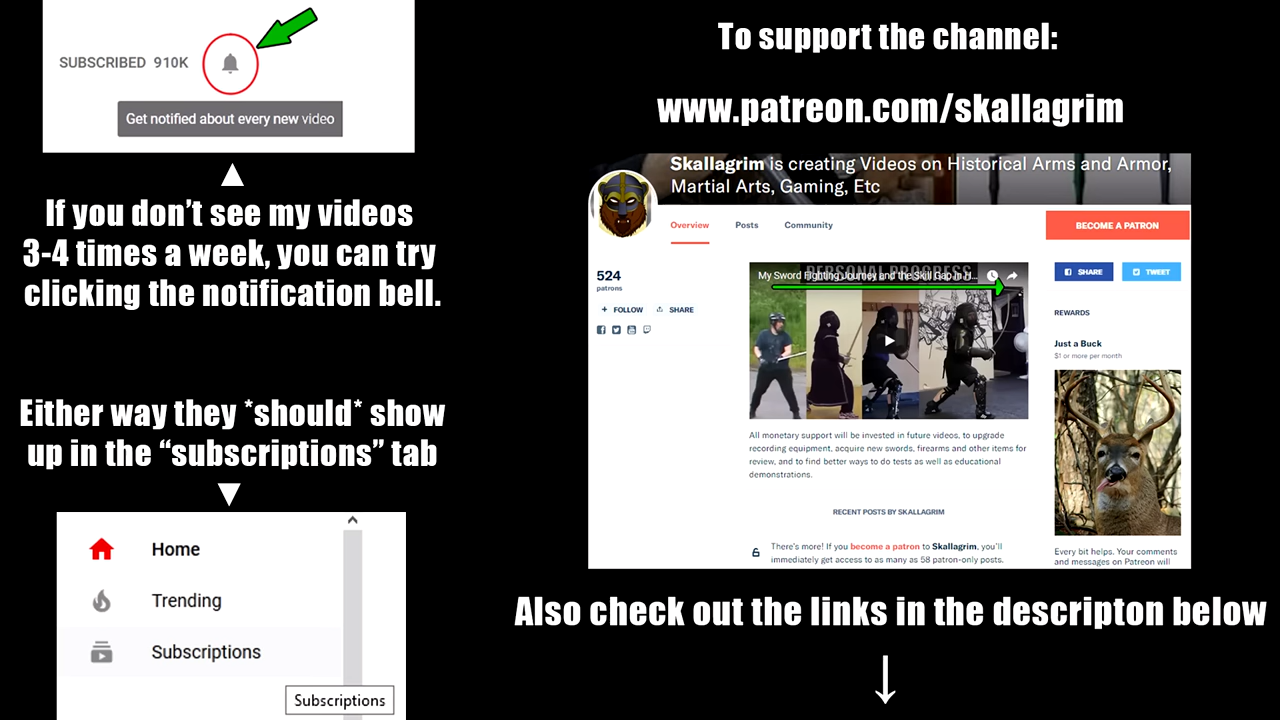 SUBSCRIBED 910K
Get notified about every new video
If you don't see my videos
3-4 times a week, you can try
clicking the notification bell.
Either way they *should* show
up in the “subscriptions” tab
Home
Trending
Subscriptions
Subscriptions
To support the channel:
www.patreon.com/skallagrim
Skallagrim is creating Videos on Historical Arms and Armor,
Martial Arts, Gaming, Etc
Overview Posts Community
BECOME A PATRON
524
patrons
+ FOLLOW SHARE
PERSONAL PROGRESS
My Sword Fighting Journey and the Skill Gap in H...
SHARE TWEET
REWARDS
Just a Buck
$1 or more per month
All monetary support will be invested in future videos, to upgrade
recording equipment, acquire new swords, firearms and other items for
review, and to find better ways to do tests as well as educational
demonstrations.
RECENT POSTS BY SKALLAGRIM
There's more! If you become a patron to Skallagrim, you'll
immediately get access to as many as 58 patron-only posts.
Every bit helps. Your comments
and messages on Patreon will
Also check out the links in the descripton below